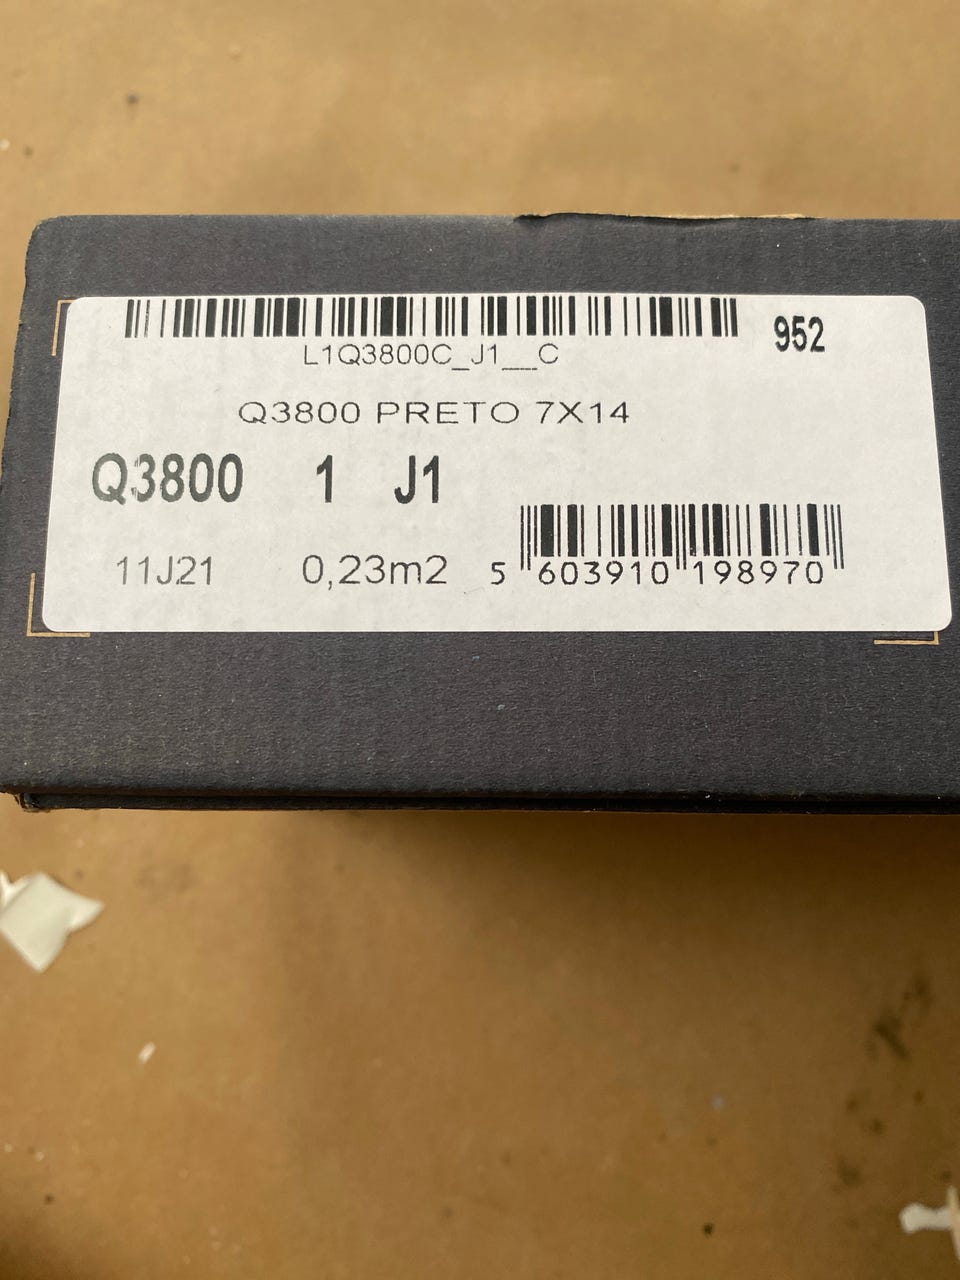 952
L1Q3800C_J1__C
Q3800 PRETO 7X14
Q3800 1 J1
11J21 0,23m2 5 603910 198970